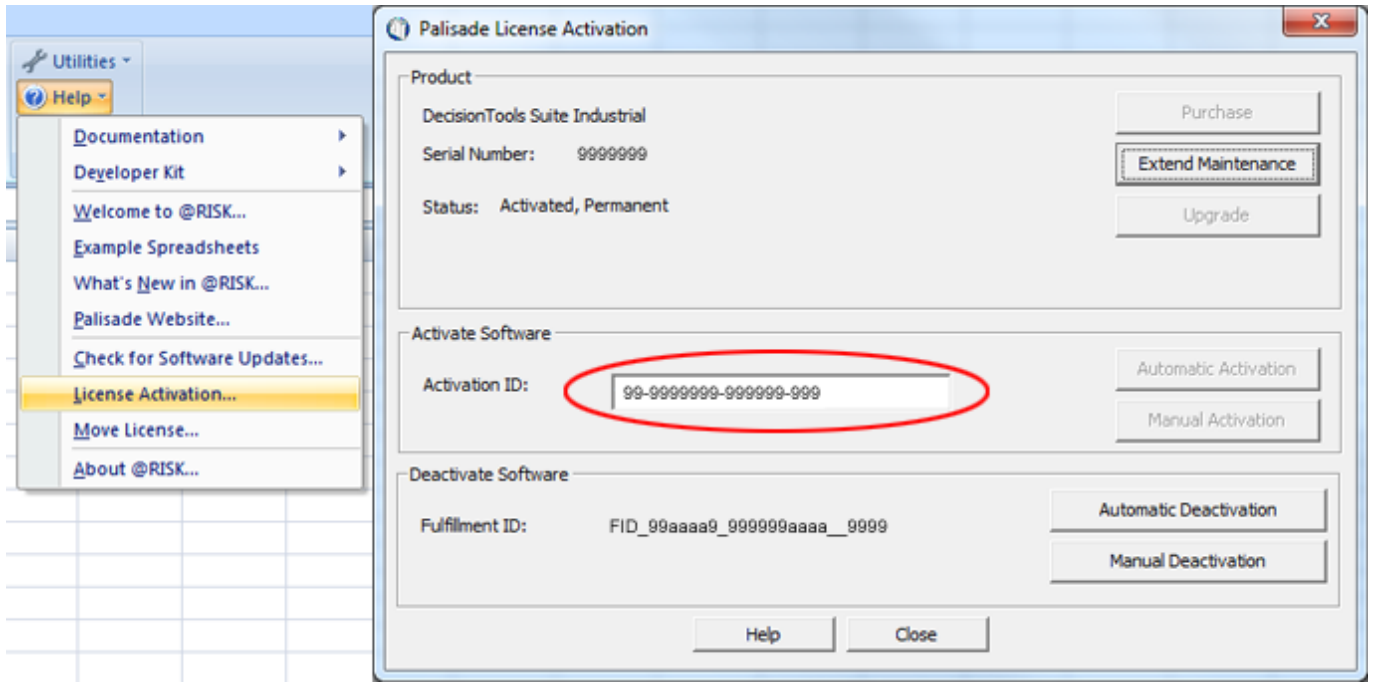 Utilities
Help
Documentation
Developer Kit
Welcome to @RISK...
Example Spreadsheets
What's New in @RISK...
Palisade Website...
Check for Software Updates...
License Activation...
Move License...
About @RISK...
Palisade License Activation
Product
DecisionTools Suite Industrial
Serial Number: 9999999
Status: Activated, Permanent
Purchase
Extend Maintenance
Upgrade
Activate Software
Activation ID: 99-9999999-999999-999
Automatic Activation
Manual Activation
Deactivate Software
Fulfillment ID: FID_99aaaa9_999999aaaa__9999
Automatic Deactivation
Manual Deactivation
Help Close